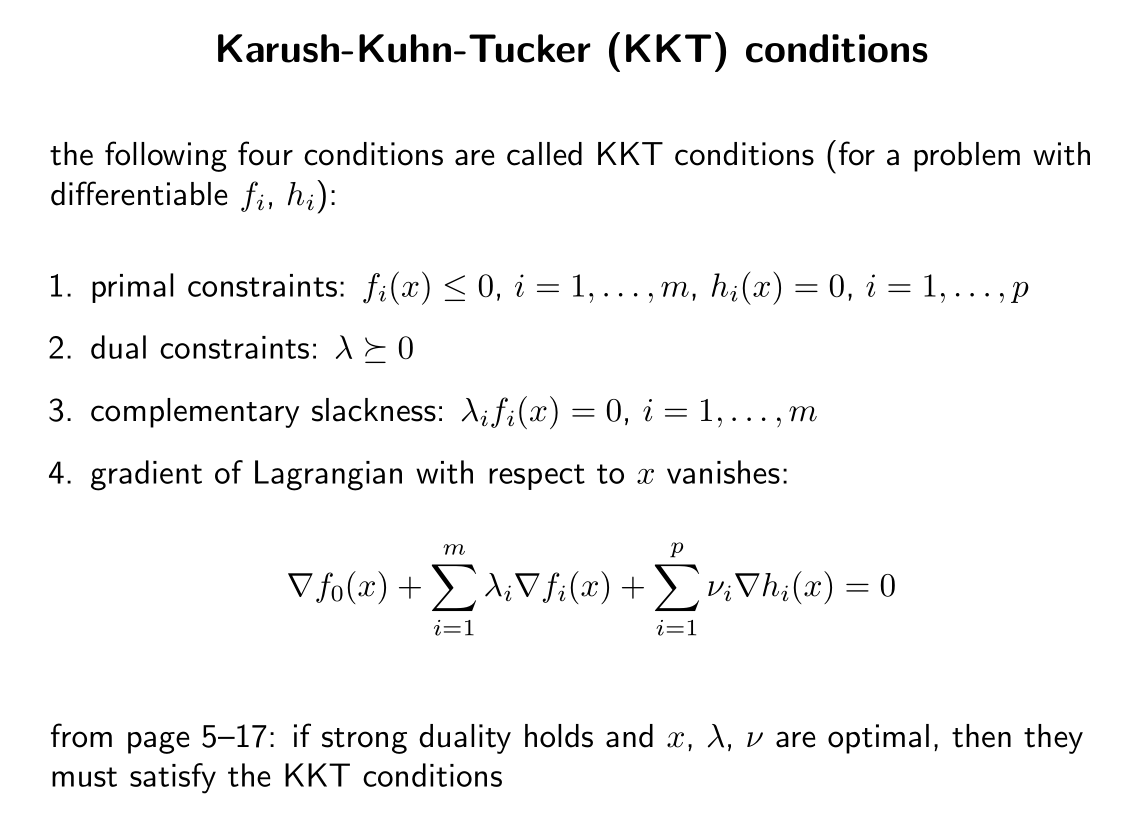 Karush-Kuhn-Tucker (KKT) conditions
the following four conditions are called KKT conditions (for a problem with
differentiable $f_i$, $h_i$):
1. primal constraints: $f_i(x) \leq 0$, $i = 1, \ldots, m$, $h_i(x) = 0$, $i = 1, \ldots, p$
2. dual constraints: $\lambda \succeq 0$
3. complementary slackness: $\lambda_i f_i(x) = 0$, $i = 1, \ldots, m$
4. gradient of Lagrangian with respect to $x$ vanishes:
$\nabla f_0(x) + \sum_{i=1}^{m} \lambda_i \nabla f_i(x) + \sum_{i=1}^{p} \nu_i \nabla h_i(x) = 0$
from page 5–17: if strong duality holds and $x$, $\lambda$, $\nu$ are optimal, then they
must satisfy the KKT conditions